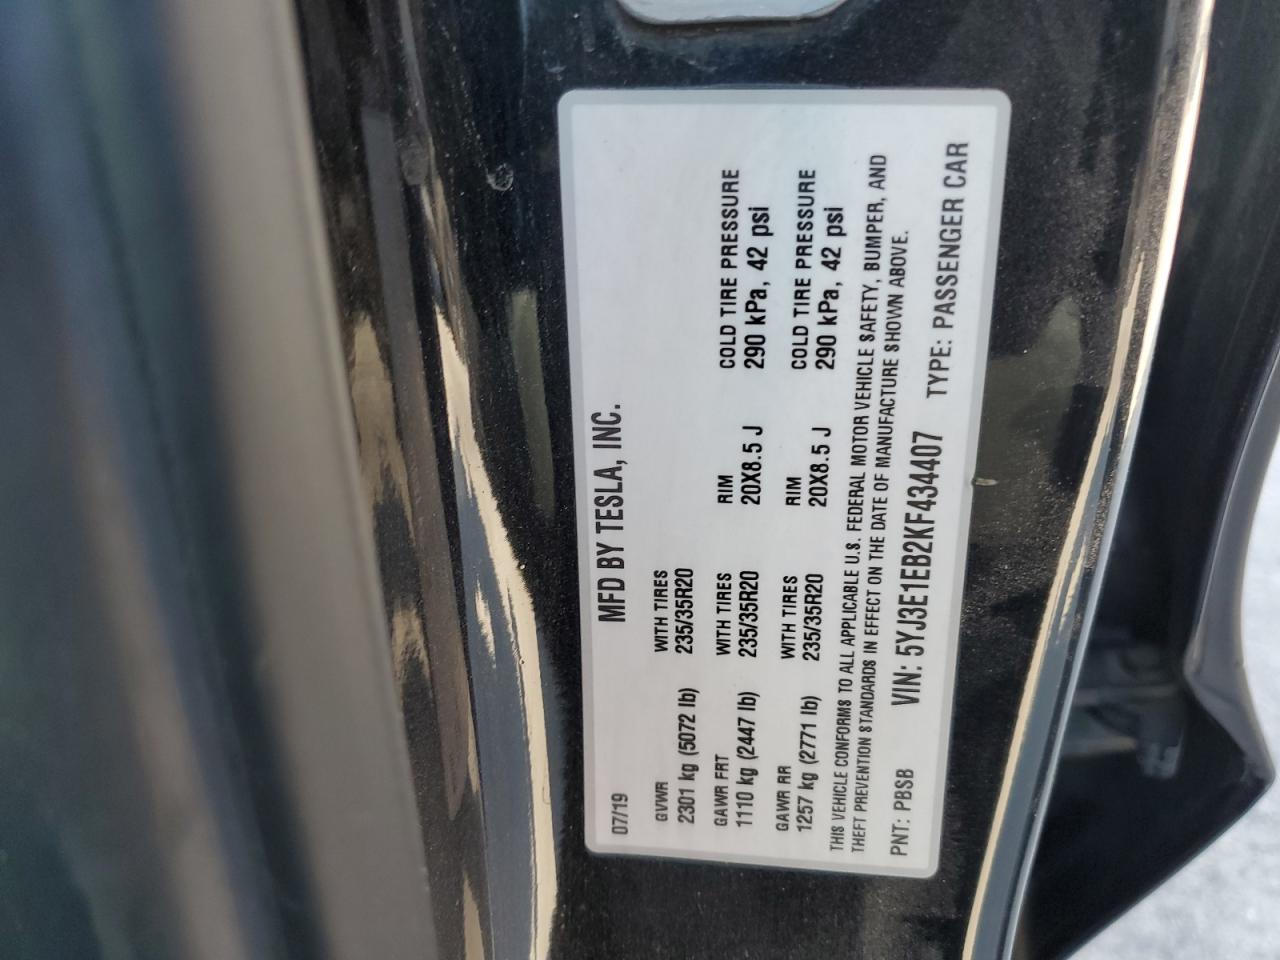 MFD BY TESLA, INC.
07/19
GVWR WITH TIRES
2301 kg (5072 lb) 235/35R20
GAWR FRT WITH TIRES RIM COLD TIRE PRESSURE
1110 kg (2447 lb) 235/35R20 20X8.5 J 290 kPa, 42 psi
GAWR RR WITH TIRES RIM COLD TIRE PRESSURE
1257 kg (2771 lb) 235/35R20 20X8.5 J 290 kPa, 42 psi
THIS VEHICLE CONFORMS TO ALL APPLICABLE U.S. FEDERAL MOTOR VEHICLE SAFETY, BUMPER, AND
THEFT PREVENTION STANDARDS IN EFFECT ON THE DATE OF MANUFACTURE SHOWN ABOVE.
PNT: PBSB VIN: 5YJ3E1EB2KF434407 TYPE: PASSENGER CAR